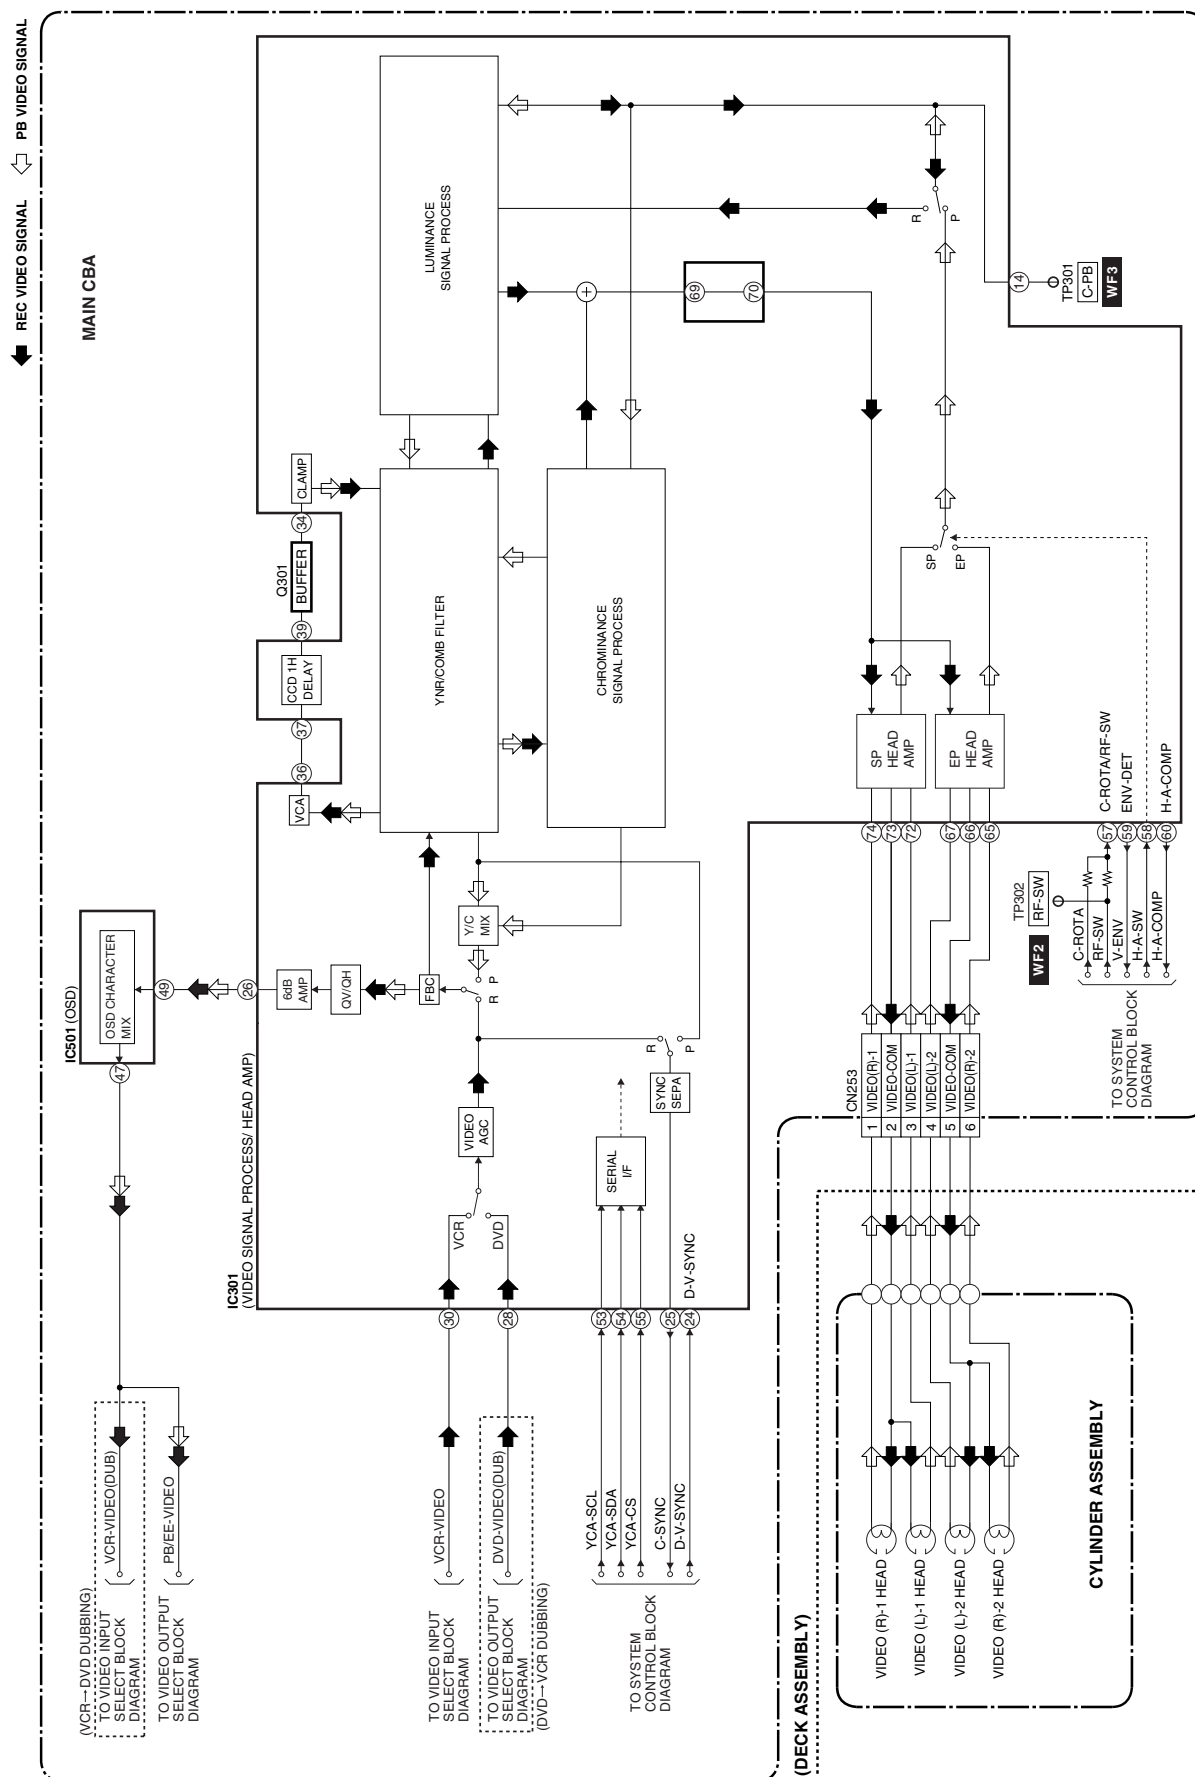 REC VIDEO SIGNAL
PB VIDEO SIGNAL
MAIN CBA
IC501 (OSD)
OSD CHARACTER
MIX
49
47
(VCR→DVD DUBBING)
TO VIDEO INPUT
SELECT BLOCK
DIAGRAM
VCR-VIDEO(DUB)
TO VIDEO OUTPUT
SELECT BLOCK
DIAGRAM
PB/EE-VIDEO
IC301
(VIDEO SIGNAL PROCESS/ HEAD AMP)
26
6dB
AMP
QV/QH
FBC
VCA
36
37
CCD 1H
DELAY
39
Q301
BUFFER
34
CLAMP
LUMINANCE
SIGNAL PROCESS
YNR/COMB FILTER
CHROMINANCE
SIGNAL PROCESS
Y/C
MIX
R
P
VIDEO
AGC
VCR
DVD
30
28
TO VIDEO INPUT
SELECT BLOCK
DIAGRAM
VCR-VIDEO
TO VIDEO OUTPUT
SELECT BLOCK
DIAGRAM
(DVD→VCR DUBBING)
DVD-VIDEO(DUB)
SERIAL
I/F
SYNC
SEPA
R
P
D-V-SYNC
53
54
55
25
24
YCA-SCL
YCA-SDA
YCA-CS
C-SYNC
D-V-SYNC
TO SYSTEM
CONTROL BLOCK
DIAGRAM
+
69
70
R
P
14
TP301
C-PB
WF3
SP
EP
SP
HEAD
AMP
EP
HEAD
AMP
74
73
72
67
66
65
57
59
58
60
C-ROTA/RF-SW
ENV-DET
H-A-COMP
TP302
RF-SW
WF2
C-ROTA
RF-SW
V-ENV
H-A-SW
H-A-COMP
TO SYSTEM
CONTROL BLOCK
DIAGRAM
CN253
1 VIDEO(R)-1
2 VIDEO-COM
3 VIDEO(L)-1
4 VIDEO(L)-2
5 VIDEO-COM
6 VIDEO(R)-2
(DECK ASSEMBLY)
CYLINDER ASSEMBLY
VIDEO (R)-1 HEAD
VIDEO (L)-1 HEAD
VIDEO (L)-2 HEAD
VIDEO (R)-2 HEAD